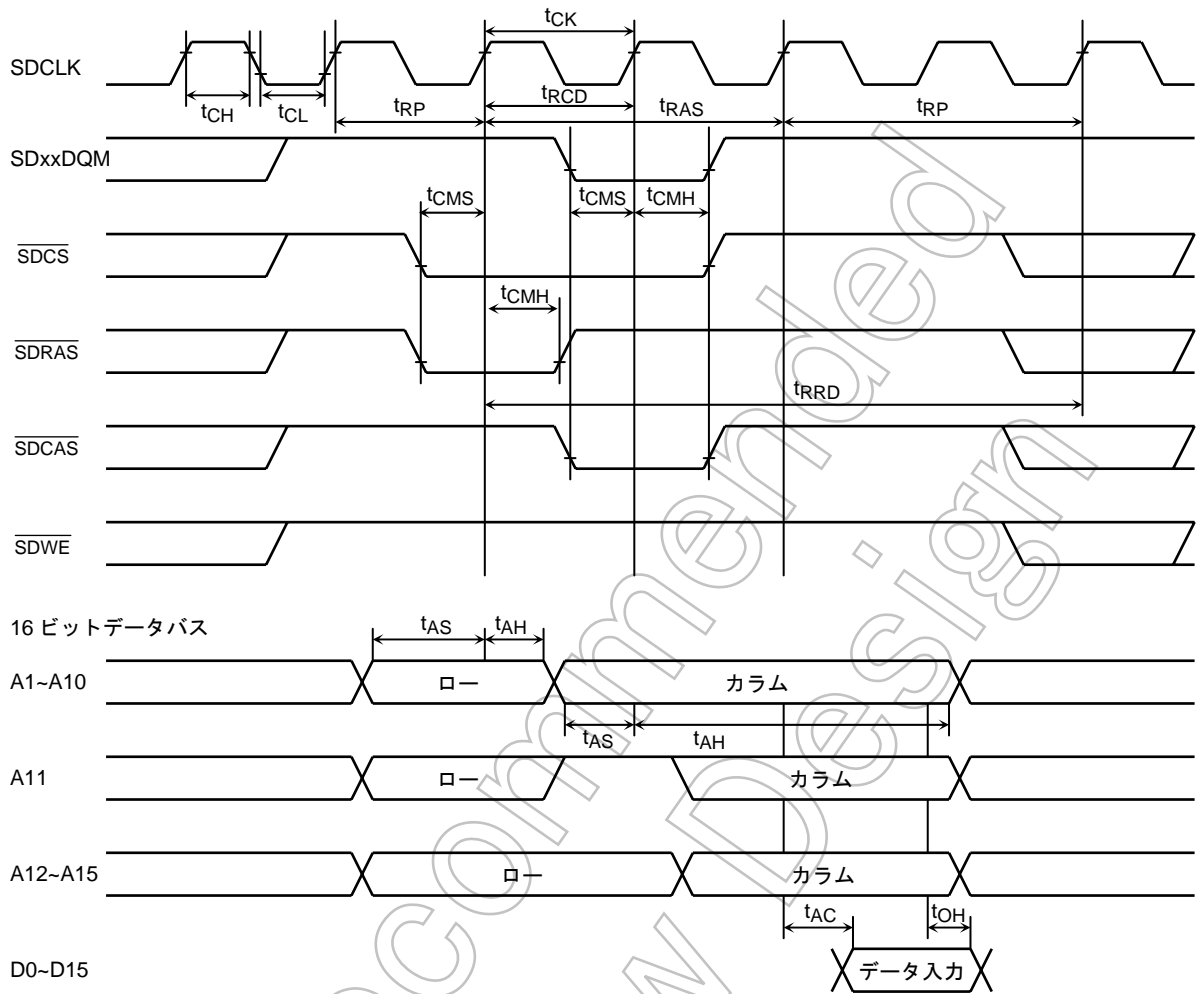 tCK
SDCLK
tCH tCL tRP tRCD tRAS tRP
SDxxDQM
tCMS tCMS tCMH
SDCS
tCMH
SDRAS
tRRD
SDCAS
SDWE
16 ビットデータバス
tAS tAH
A1~A10 ロー カラム
tAS tAH
A11 ロー カラム
A12~A15 ロー カラム
tAC tOH
D0~D15 データ入力